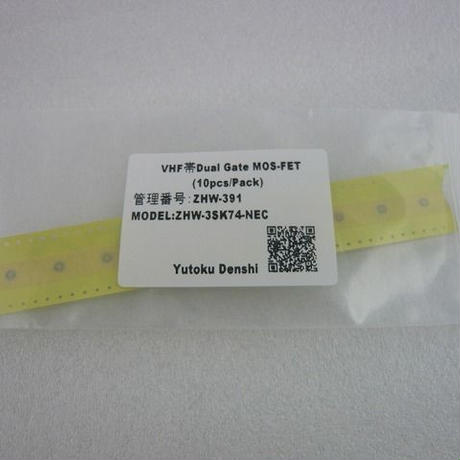 VHF帯Dual Gate MOS-FET
(10pcs/Pack)
管理番号:ZHW-391
MODEL:ZHW-3SK74-NEC
Yutoku Denshi